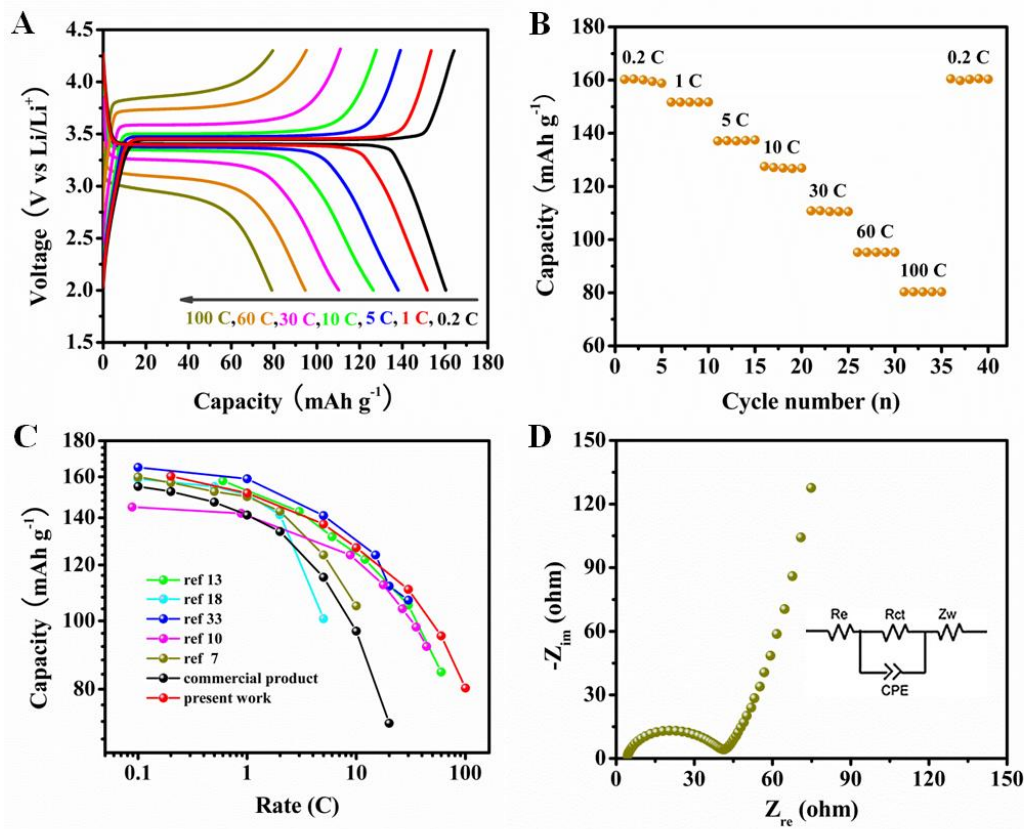 A
Voltage (V vs Li/Li⁺)
4.5
4.0
3.5
3.0
2.5
2.0
1.5
100 C, 60 C, 30 C, 10 C, 5 C, 1 C, 0.2 C
0 20 40 60 80 100 120 140 160 180
Capacity (mAh g⁻¹)
B
Capacity (mAh g⁻¹)
180
160
140
120
100
80
60
0.2 C
1 C
5 C
10 C
30 C
60 C
100 C
0.2 C
0 5 10 15 20 25 30 35 40
Cycle number (n)
C
Capacity (mAh g⁻¹)
180
160
140
120
100
80
ref 13
ref 18
ref 33
ref 10
ref 7
commercial product
present work
0.1 1 10 100
Rate (C)
D
-Zim (ohm)
150
120
90
60
30
0
Re Rct Zw
CPE
0 30 60 90 120 150
Zre (ohm)